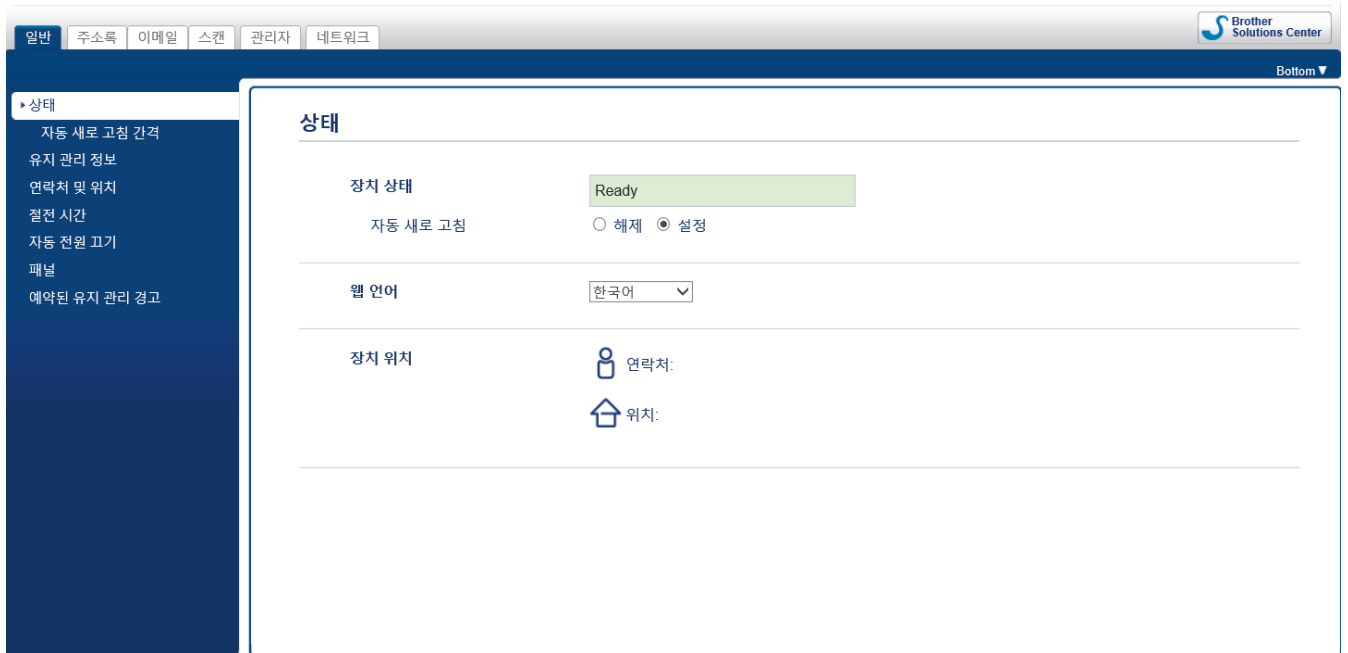 일반 주소록 이메일 스캔 관리자 네트워크
Brother
Solutions Center
Bottom▼
상태
자동 새로 고침 간격
유지 관리 정보
연락처 및 위치
절전 시간
자동 전원 끄기
패널
예약된 유지 관리 경고
상태
장치 상태 Ready
자동 새로 고침 해제 설정
웹 언어 한국어
장치 위치 연락처:
위치: